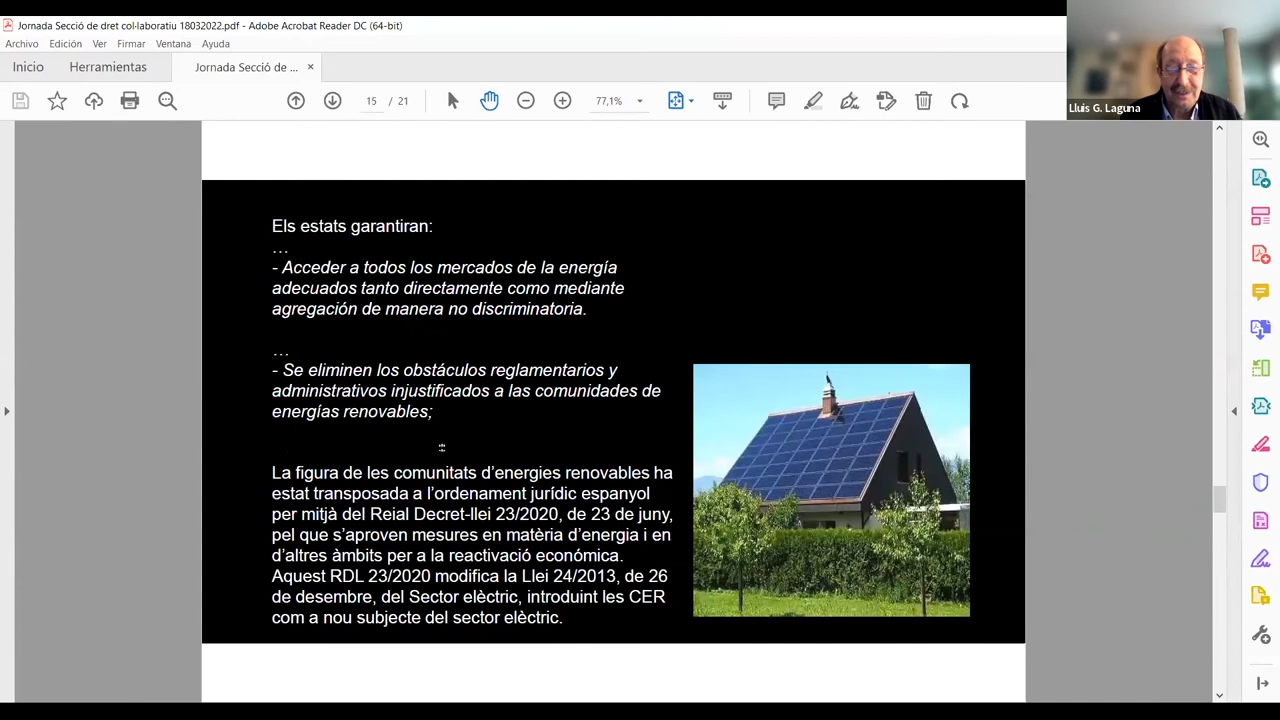 Jornada Secció de dret col·laboratiu 18032022.pdf - Adobe Acrobat Reader DC (64-bit)
Archivo Edición Ver Firmar Ventana Ayuda
Inicio Herramientas Jornada Secció de ... ×
15 / 21 77,1%
Lluis G. Laguna
Els estats garantiran:
…
- Acceder a todos los mercados de la energía
adecuados tanto directamente como mediante
agregación de manera no discriminatoria.
…
- Se eliminen los obstáculos reglamentarios y
administrativos injustificados a las comunidades de
energías renovables;
La figura de les comunitats d’energies renovables ha
estat transposada a l’ordenament jurídic espanyol
per mitjà del Reial Decret-llei 23/2020, de 23 de juny,
pel que s’aproven mesures en matèria d’energia i en
d’altres àmbits per a la reactivació económica.
Aquest RDL 23/2020 modifica la Llei 24/2013, de 26
de desembre, del Sector elèctric, introduint les CER
com a nou subjecte del sector elèctric.